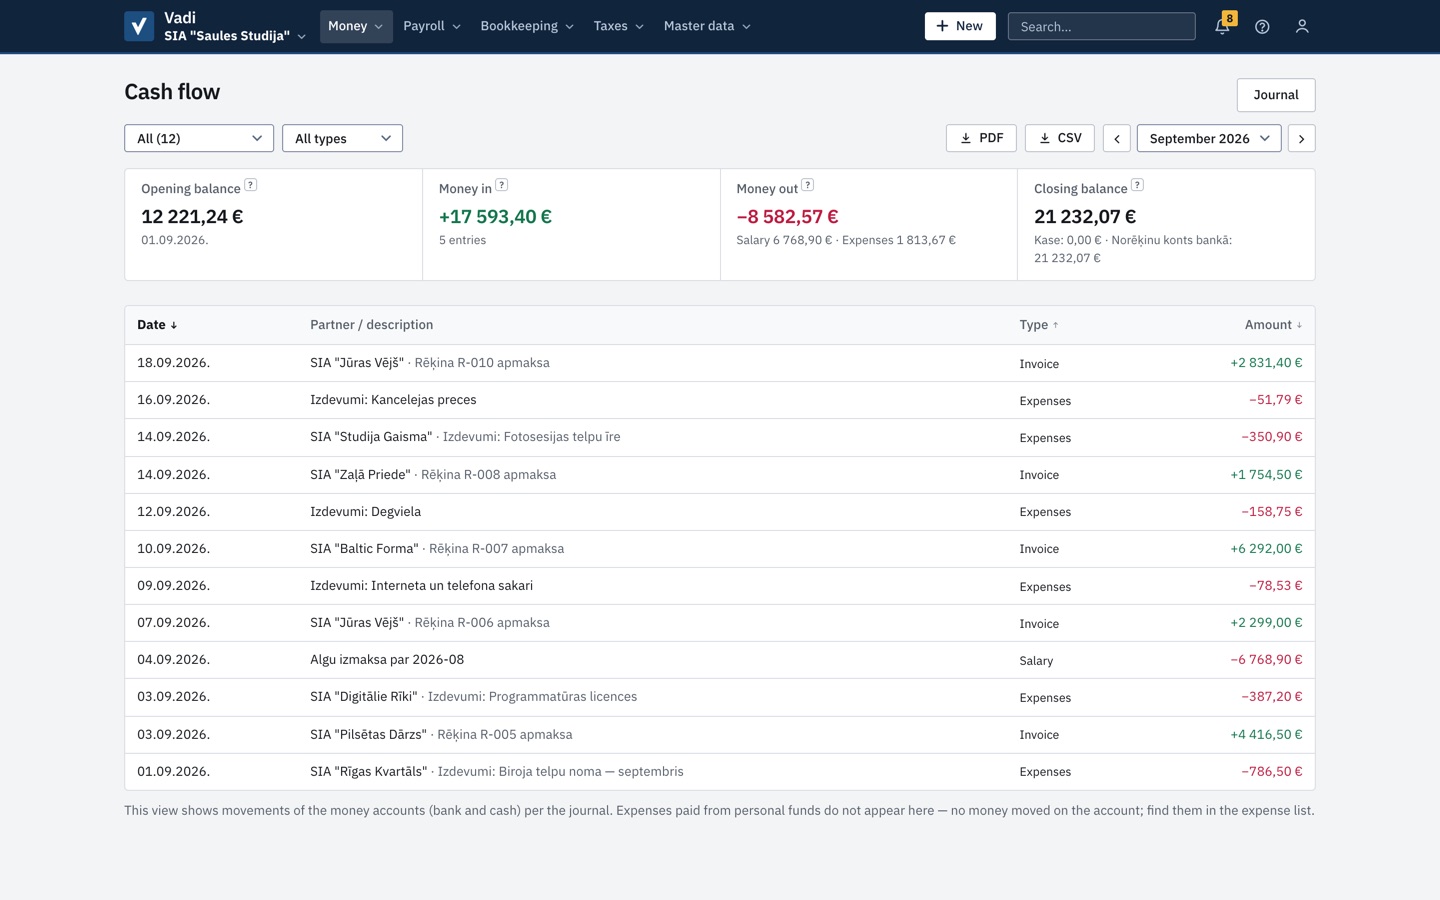 Vadi
SIA "Saules Studija"
Money
Payroll
Bookkeeping
Taxes
Master data
+ New
Search...
8
Cash flow
Journal
All (12)
All types
PDF
CSV
September 2026
Opening balance ?
12 221,24 €
01.09.2026.
Money in ?
+17 593,40 €
5 entries
Money out ?
−8 582,57 €
Salary 6 768,90 € · Expenses 1 813,67 €
Closing balance ?
21 232,07 €
Kase: 0,00 € · Norēķinu konts bankā:
21 232,07 €
Date ↓ Partner / description Type ↑ Amount ↓
18.09.2026. SIA "Jūras Vējš" · Rēķina R-010 apmaksa Invoice +2 831,40 €
16.09.2026. Izdevumi: Kancelejas preces Expenses −51,79 €
14.09.2026. SIA "Studija Gaisma" · Izdevumi: Fotosesijas telpu īre Expenses −350,90 €
14.09.2026. SIA "Zaļā Priede" · Rēķina R-008 apmaksa Invoice +1 754,50 €
12.09.2026. Izdevumi: Degviela Expenses −158,75 €
10.09.2026. SIA "Baltic Forma" · Rēķina R-007 apmaksa Invoice +6 292,00 €
09.09.2026. Izdevumi: Interneta un telefona sakari Expenses −78,53 €
07.09.2026. SIA "Jūras Vējš" · Rēķina R-006 apmaksa Invoice +2 299,00 €
04.09.2026. Algu izmaksa par 2026-08 Salary −6 768,90 €
03.09.2026. SIA "Digitālie Rīki" · Izdevumi: Programmatūras licences Expenses −387,20 €
03.09.2026. SIA "Pilsētas Dārzs" · Rēķina R-005 apmaksa Invoice +4 416,50 €
01.09.2026. SIA "Rīgas Kvartāls" · Izdevumi: Biroja telpu noma — septembris Expenses −786,50 €
This view shows movements of the money accounts (bank and cash) per the journal. Expenses paid from personal funds do not appear here — no money moved on the account; find them in the expense list.